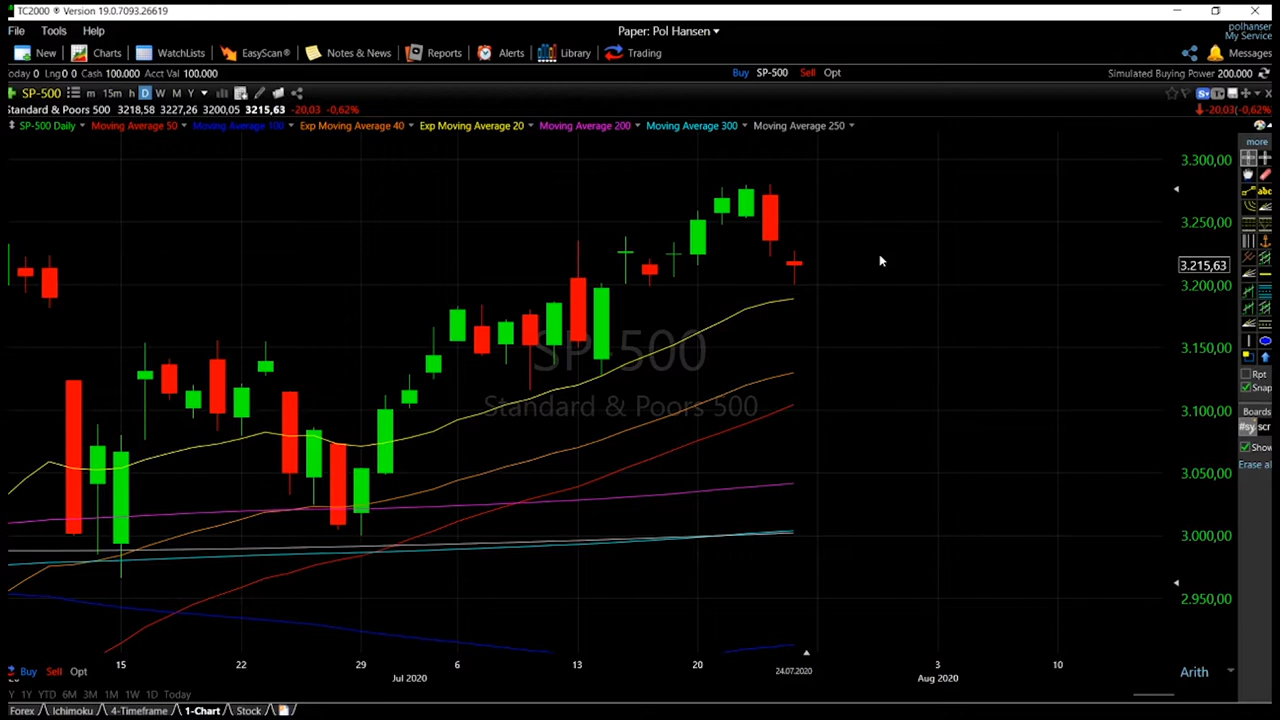 TC2000 ® Version 19.0.7093.26619
File Tools Help
Paper: Pol Hansen
polhanser
My Service
New Charts WatchLists EasyScan® Notes & News Reports Alerts Library Trading
Messages
oday 0 Lng0 0 Cash 100.000 Acct Val 100.000
Buy SP-500 Sell Opt
Simulated Buying Power 200.000
SP-500 m 15m h D W M Y
Standard & Poors 500 3218,58 3227,26 3200,05 3215,63 -20,03 -0,62%
-20,03(-0,62%
SP-500 Daily Moving Average 50 Moving Average 100 Exp Moving Average 40 Exp Moving Average 20 Moving Average 200 Moving Average 300 Moving Average 250
more
abc
3.300,00
3.250,00
3.215,63
3.200,00
3.150,00
3.100,00
3.050,00
3.000,00
2.950,00
SP-500
Standard & Poors 500
Rpt
Snap
Boards
#sy scr
Show
Erase al
15 22 29 6 13 20 24.07.2020 3 10
Jul 2020 Aug 2020
Buy Sell Opt
Arith
Y 1Y YTD 6M 3M 1M 1W 1D Today
Forex Ichimoku 4-Timeframe 1-Chart Stock